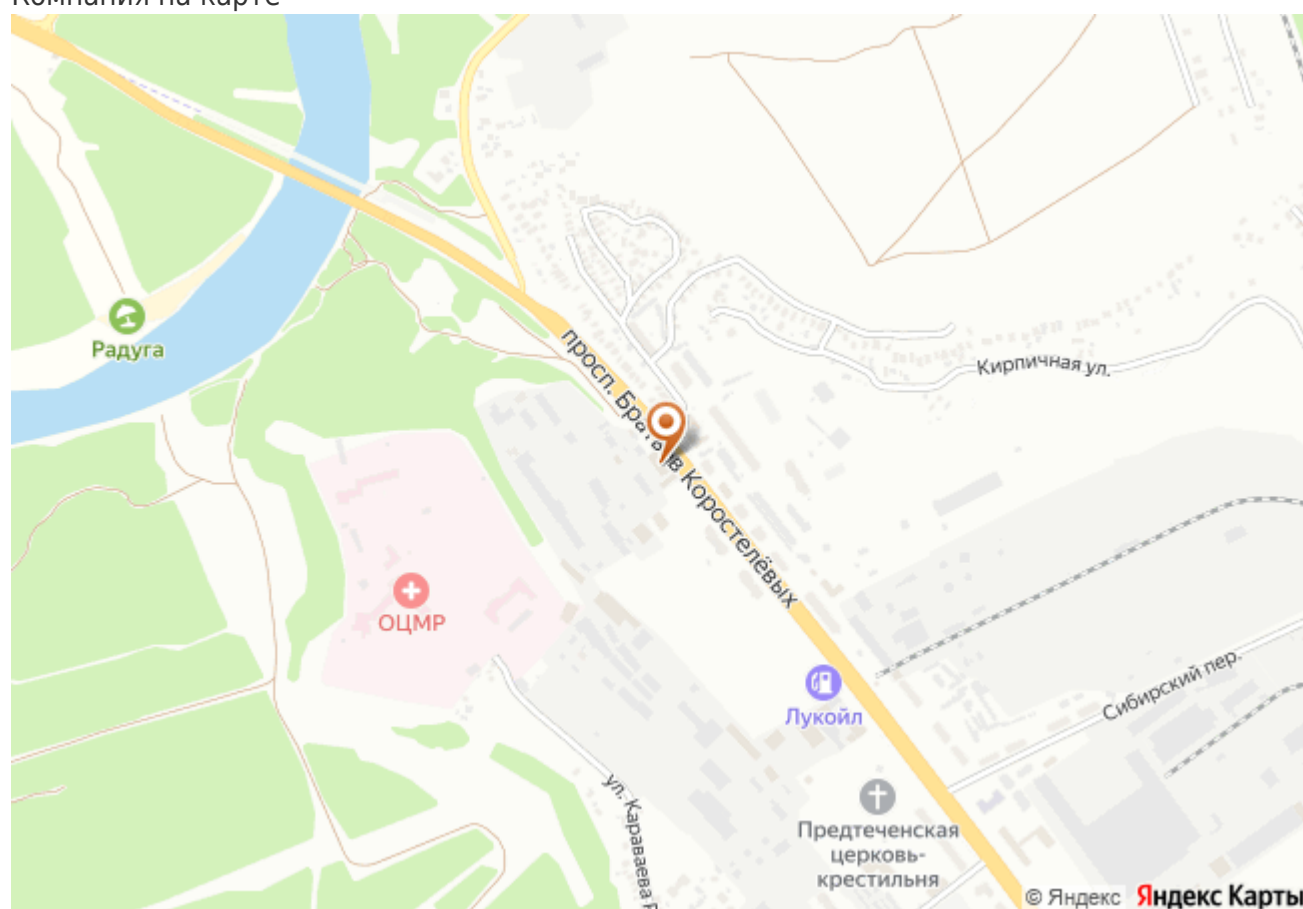 Компания на карте
Радуга
просп. Братьев Коростелёвых
Кирпичная ул.
ОЦМР
Лукойл
Сибирский пер.
ул. Караваева Р
Предтеченская
церковь-
крестильня
© Яндекс Яндекс Карты